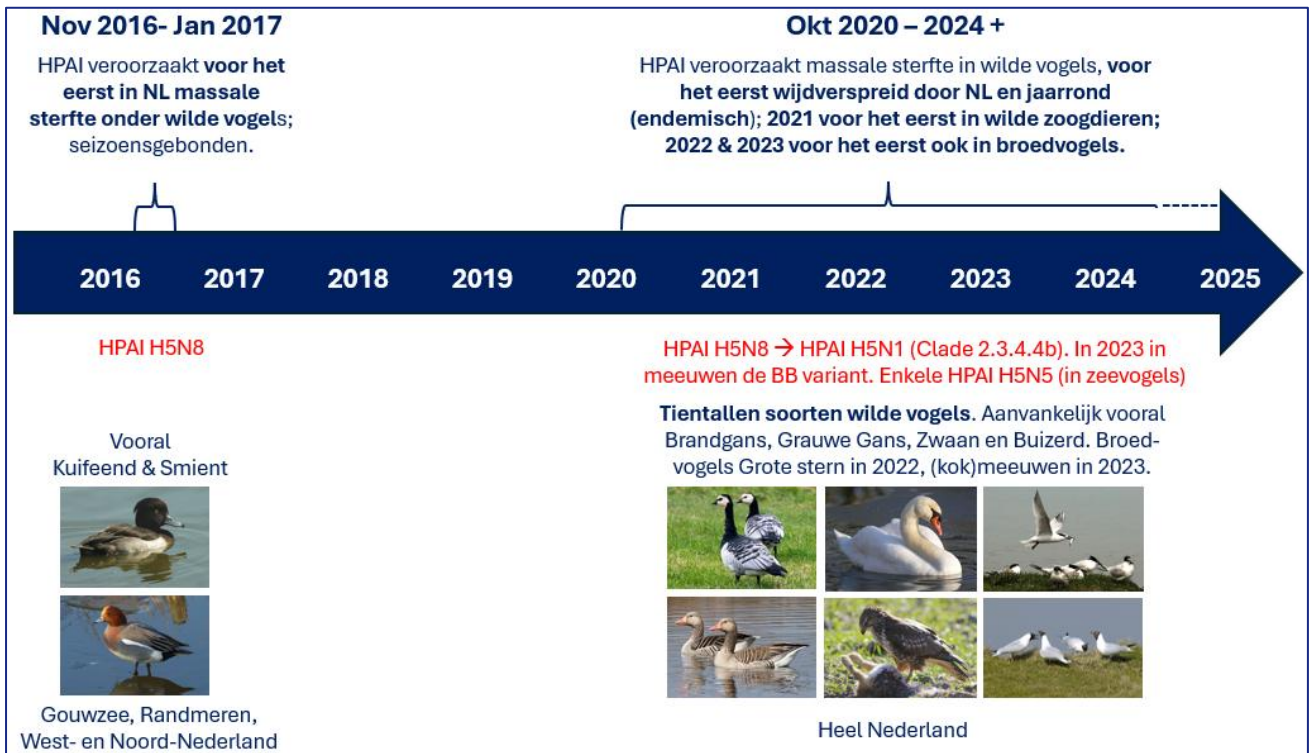 Nov 2016- Jan 2017
HPAI veroorzaakt voor het
eerst in NL massale
sterfte onder wilde vogels;
seizoensgebonden.
Okt 2020 – 2024 +
HPAI veroorzaakt massale sterfte in wilde vogels, voor
het eerst wijdverspreid door NL en jaarrond
(endemisch); 2021 voor het eerst in wilde zoogdieren;
2022 & 2023 voor het eerst ook in broedvogels.
2016 2017 2018 2019 2020 2021 2022 2023 2024 2025
HPAI H5N8
HPAI H5N8 → HPAI H5N1 (Clade 2.3.4.4b). In 2023 in
meeuwen de BB variant. Enkele HPAI H5N5 (in zeevogels)
Vooral
Kuifeend & Smient
Tientallen soorten wilde vogels. Aanvankelijk vooral
Brandgans, Grauwe Gans, Zwaan en Buizerd. Broed-
vogels Grote stern in 2022, (kok)meeuwen in 2023.
Gouwzee, Randmeren,
West- en Noord-Nederland
Heel Nederland